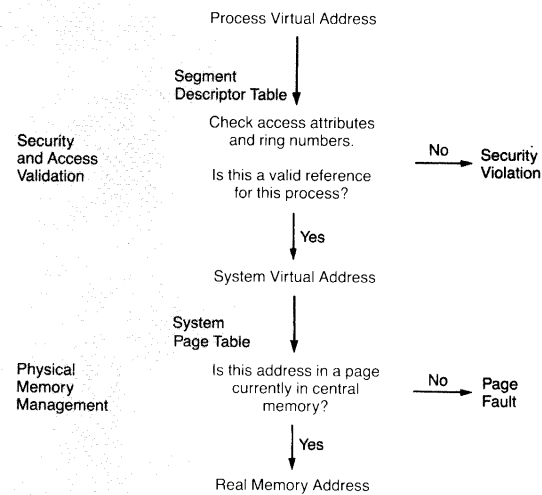 Process Virtual Address
Segment
Descriptor Table
Check access attributes
and ring numbers.
Security
and Access
Validation
No
Security
Violation
Is this a valid reference
for this process?
Yes
System Virtual Address
System
Page Table
Physical
Memory
Management
Is this address in a page
currently in central
memory?
No
Page
Fault
Yes
Real Memory Address